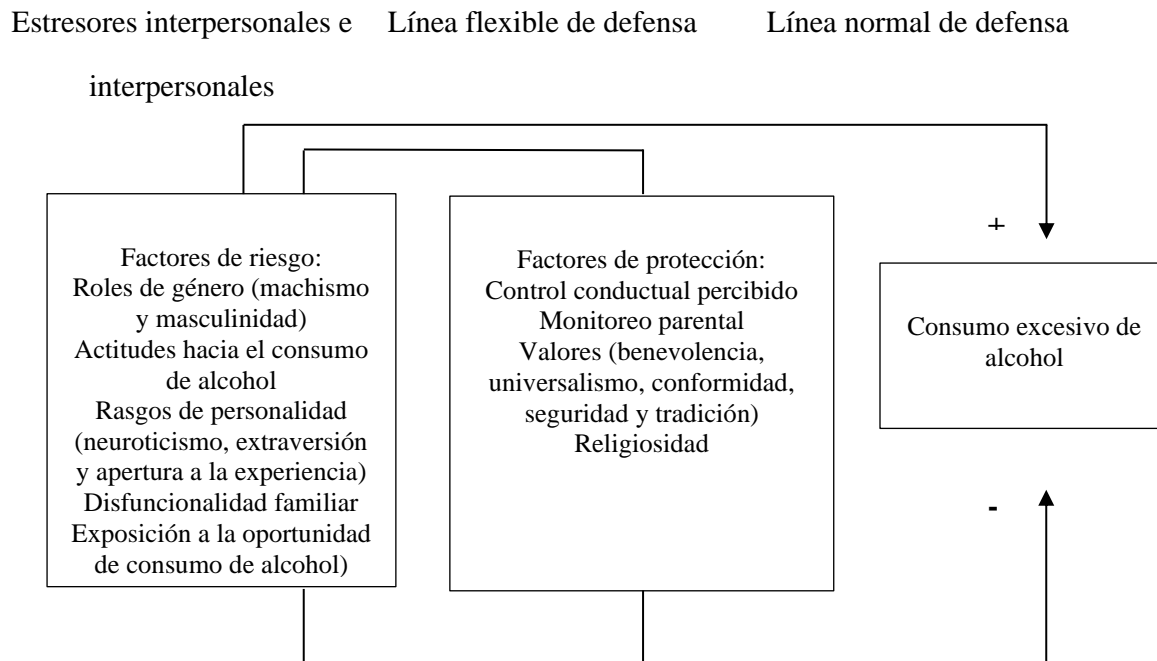 Estresores interpersonales e Línea flexible de defensa Línea normal de defensa
interpersonales
Factores de riesgo:
Roles de género (machismo
y masculinidad)
Actitudes hacia el consumo
de alcohol
Rasgos de personalidad
(neuroticismo, extraversión
y apertura a la experiencia)
Disfuncionalidad familiar
Exposición a la oportunidad
de consumo de alcohol)
Factores de protección:
Control conductual percibido
Monitoreo parental
Valores (benevolencia,
universalismo, conformidad,
seguridad y tradición)
Religiosidad
+
Consumo excesivo de
alcohol
-